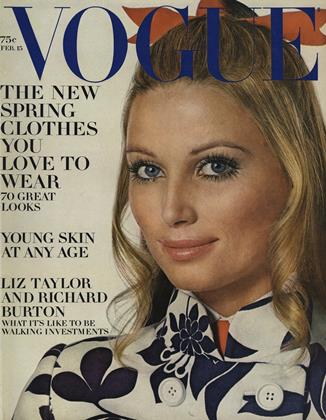 VOGUE
75c
FEB. 15
THE NEW
SPRING
CLOTHES
YOU
LOVE TO
WEAR
70 GREAT
LOOKS
YOUNG SKIN
AT ANY AGE
LIZ TAYLOR
AND RICHARD
BURTON
WHAT IT'S LIKE TO BE
WALKING INVESTMENTS